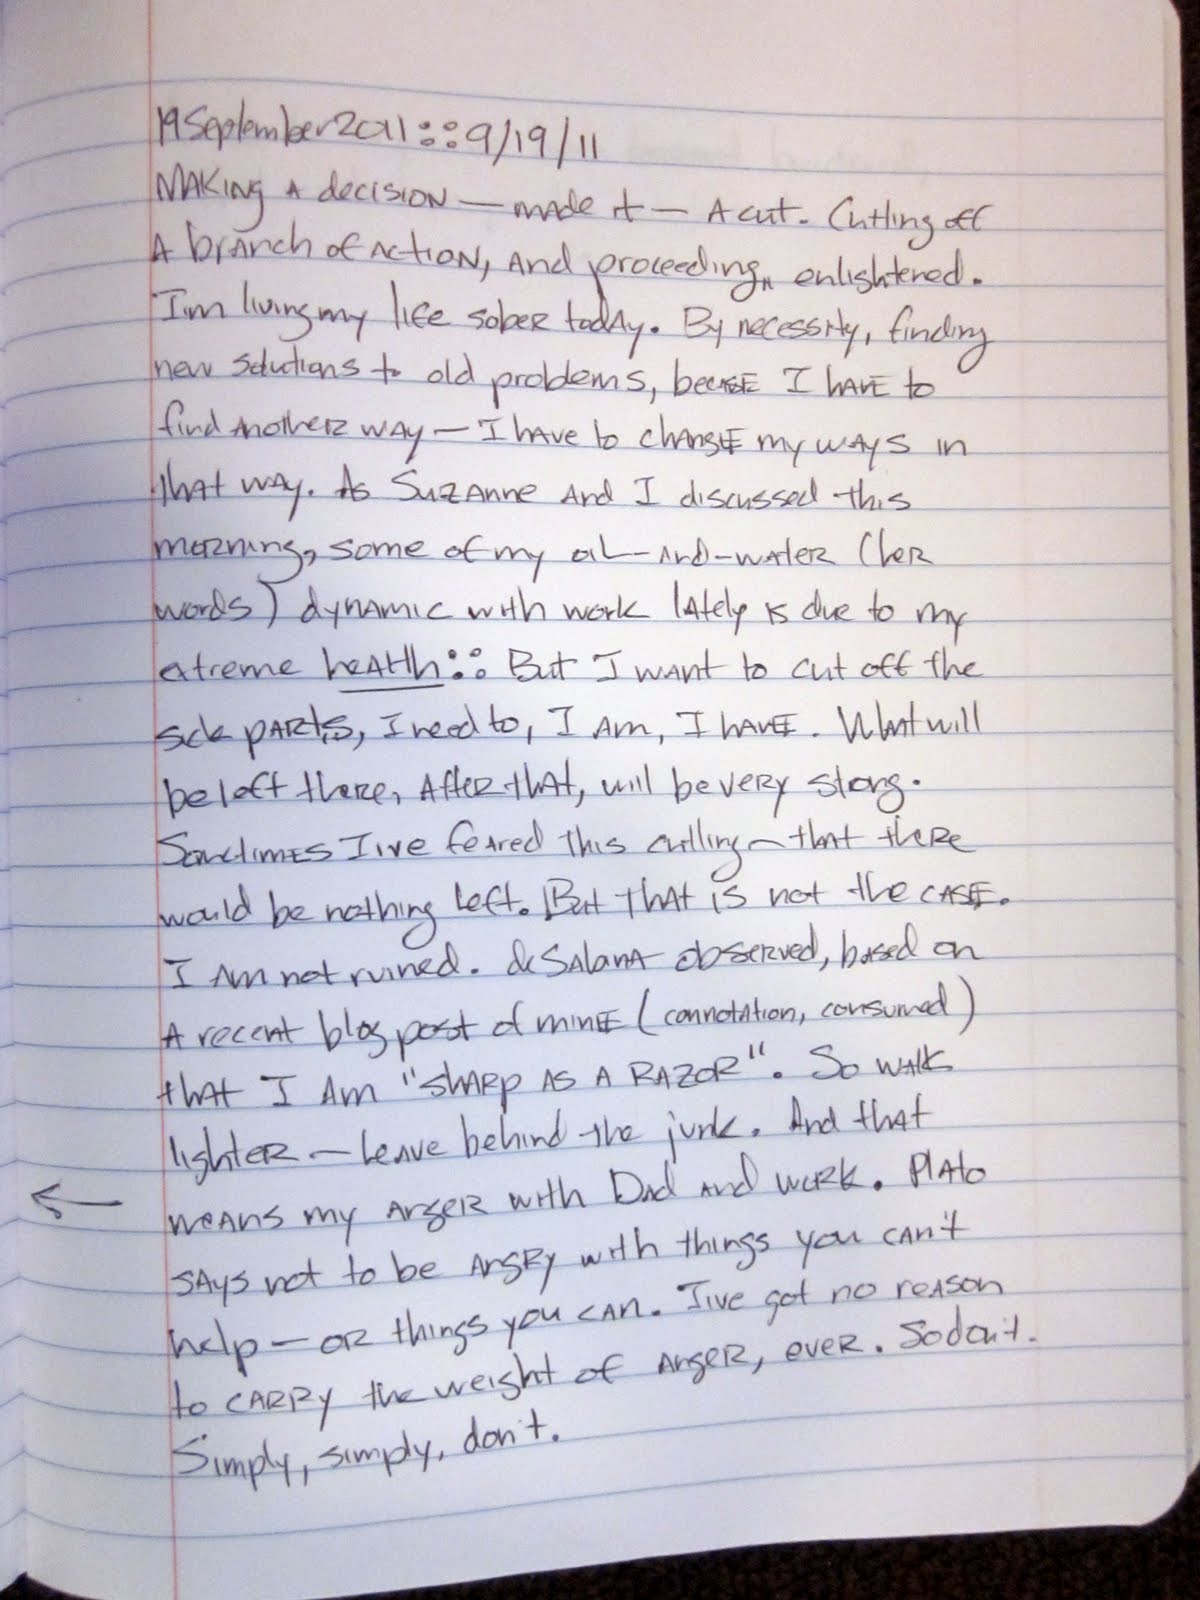 19 September 2011 :: 9/19/11
Making a decision — made it — A cut. Cutting off
A branch of action, and proceeding, enlightened.
I'm living my life sober today. By necessity, finding
new solutions to old problems, because I have to
find another way — I have to change my ways in
that way. As Suzanne and I discussed this
morning, some of my oil-and-water (her
words) dynamic with work lately is due to my
extreme health :: But I want to cut off the
sick parts, I need to, I am, I have. What will
be left there, after that, will be very strong.
Sometimes I've feared this cutting — that there
would be nothing left. But that is not the case.
I am not ruined. deSalana observed, based on
A recent blog post of mine (connotation, consumed)
that I am "sharp as a razor". So walk
lighter — leave behind the junk. And that
means my anger with Dad and work. Plato
says not to be angry with things you can't
help — or things you can. I've got no reason
to carry the weight of anger, ever. So don't.
Simply, simply, don't.